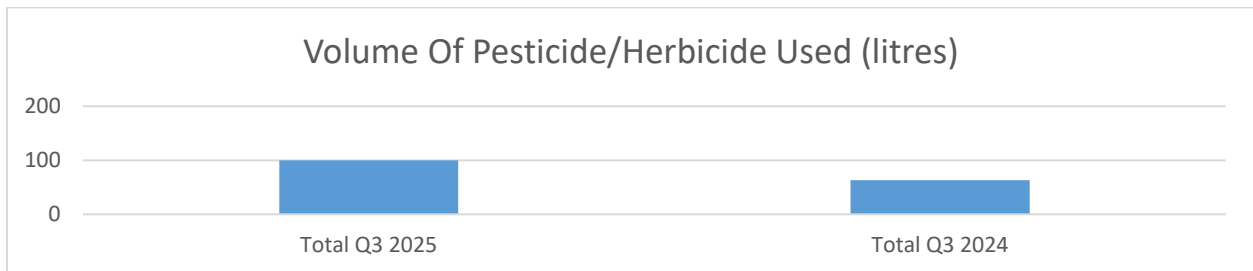 Volume Of Pesticide/Herbicide Used (litres)
200
100
0
Total Q3 2025
Total Q3 2024